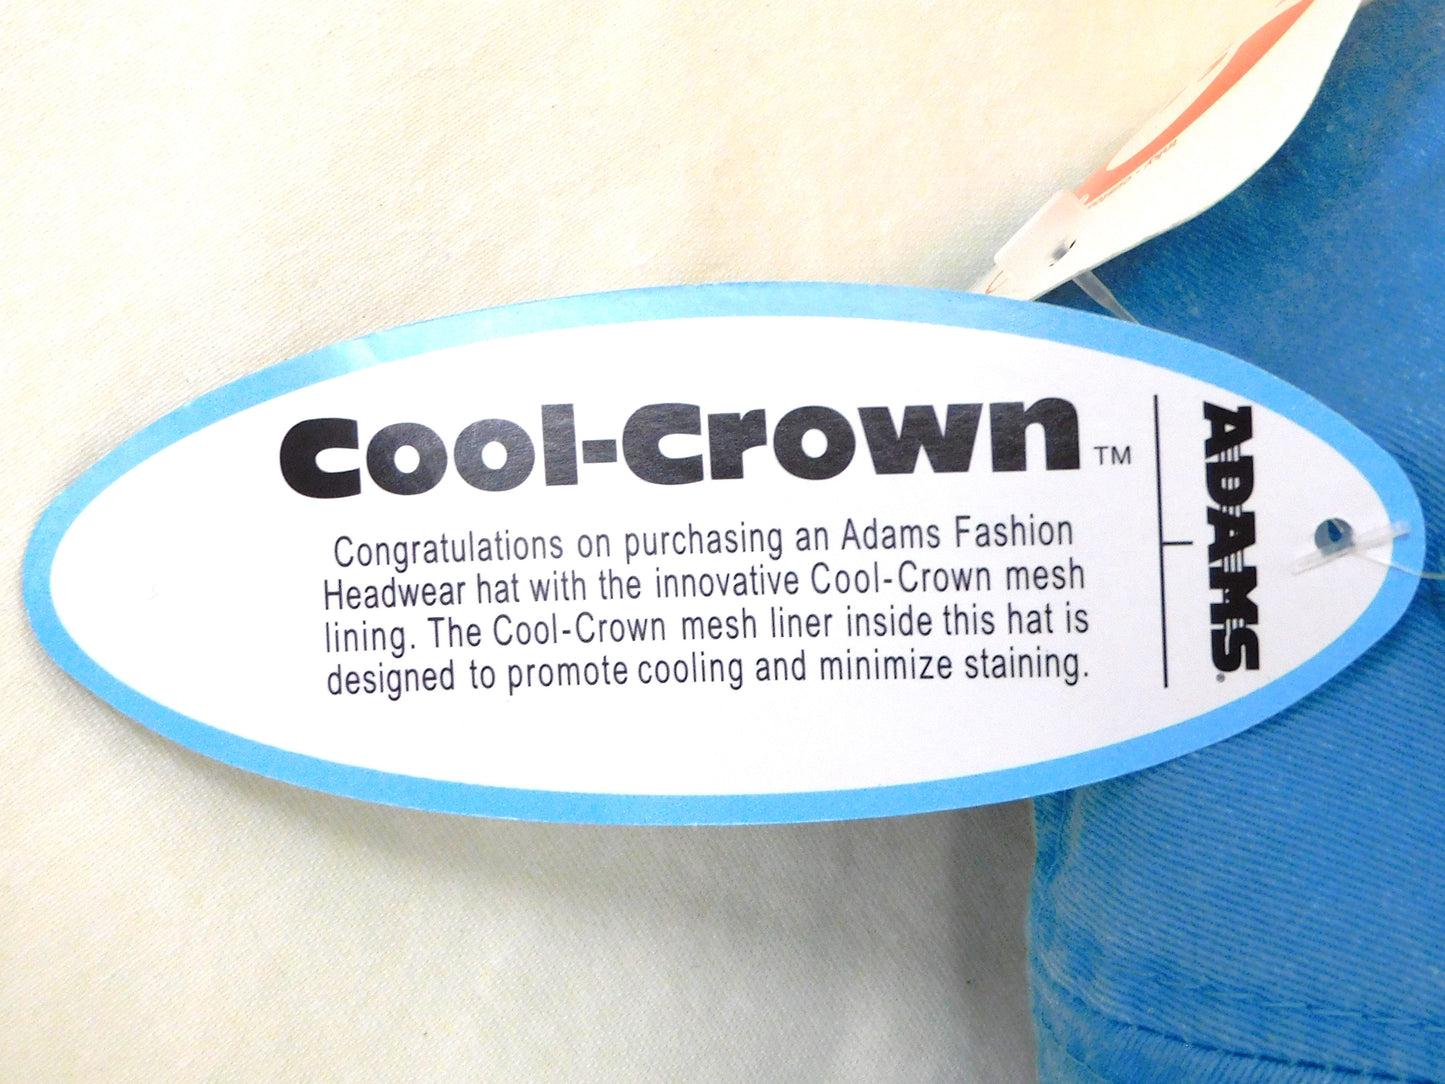 Cool-Crown™
Congratulations on purchasing an Adams Fashion
Headwear hat with the innovative Cool-Crown mesh
lining. The Cool-Crown mesh liner inside this hat is
designed to promote cooling and minimize staining.
ADAMS®